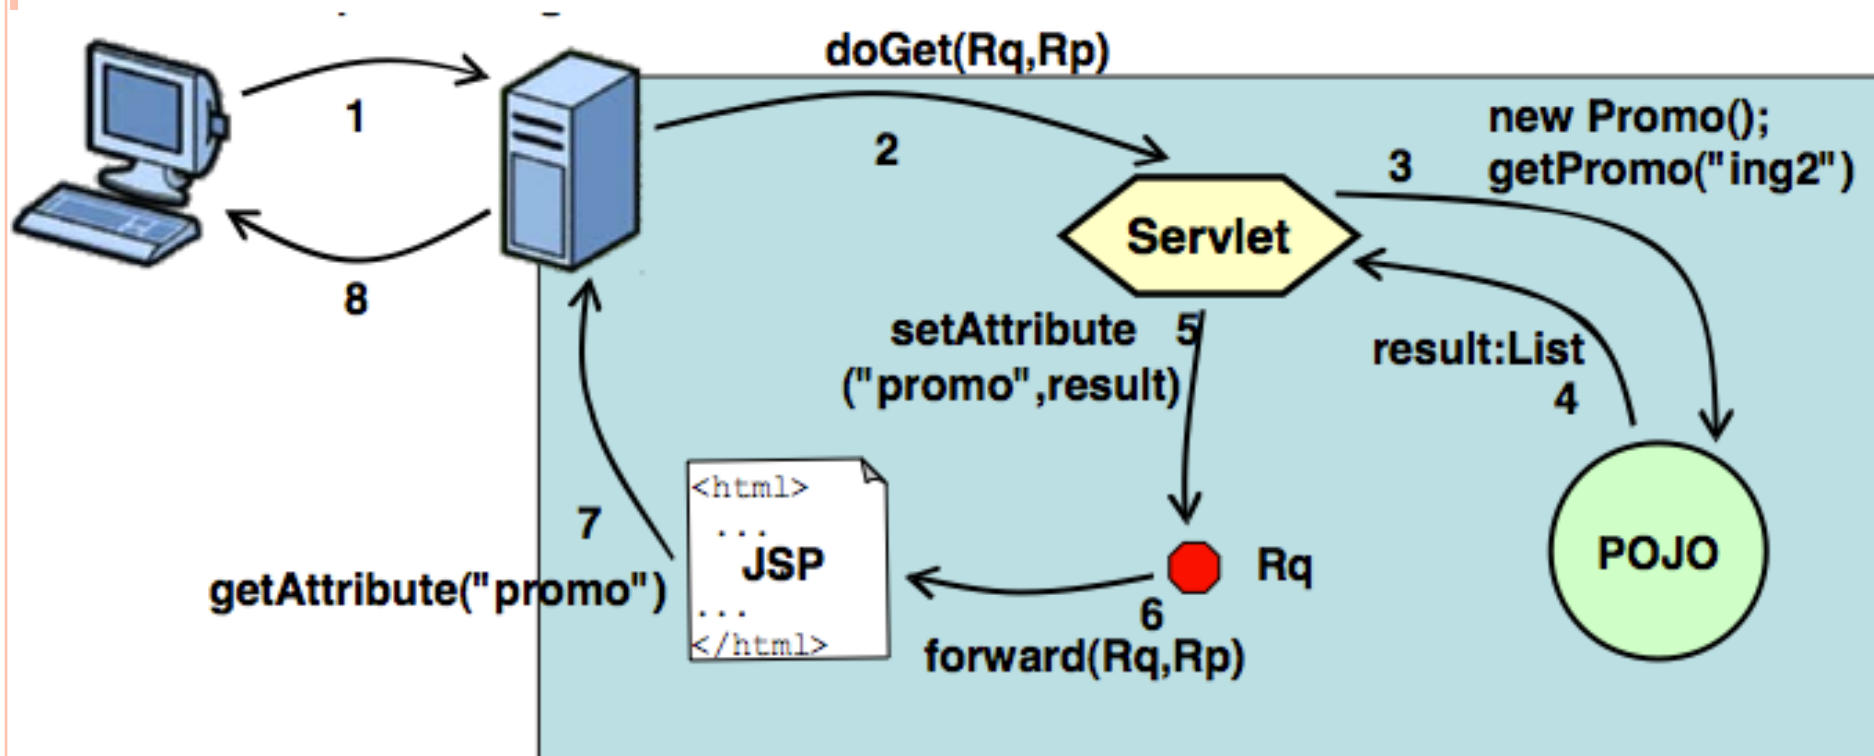 doGet(Rq,Rp)
1
2
3
new Promo();
getPromo("ing2")
Servlet
8
setAttribute
5
("promo",result)
result:List
4
<html>
...
JSP
...
</html>
7
getAttribute("promo")
Rq
6
forward(Rq,Rp)
POJO